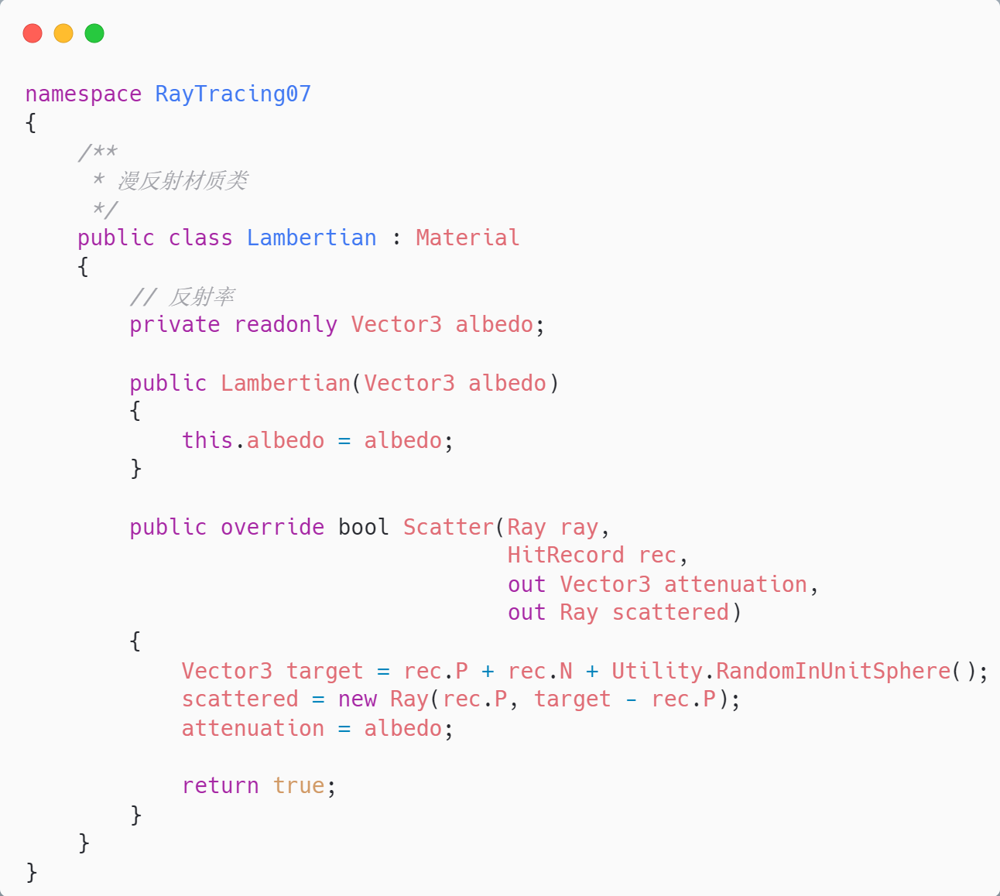 namespace RayTracing07
{
    /**
     * 漫反射材质类
     */
    public class Lambertian : Material
    {
        // 反射率
        private readonly Vector3 albedo;

        public Lambertian(Vector3 albedo)
        {
            this.albedo = albedo;
        }

        public override bool Scatter(Ray ray,
                                     HitRecord rec,
                                     out Vector3 attenuation,
                                     out Ray scattered)
        {
            Vector3 target = rec.P + rec.N + Utility.RandomInUnitSphere();
            scattered = new Ray(rec.P, target - rec.P);
            attenuation = albedo;

            return true;
        }
    }
}